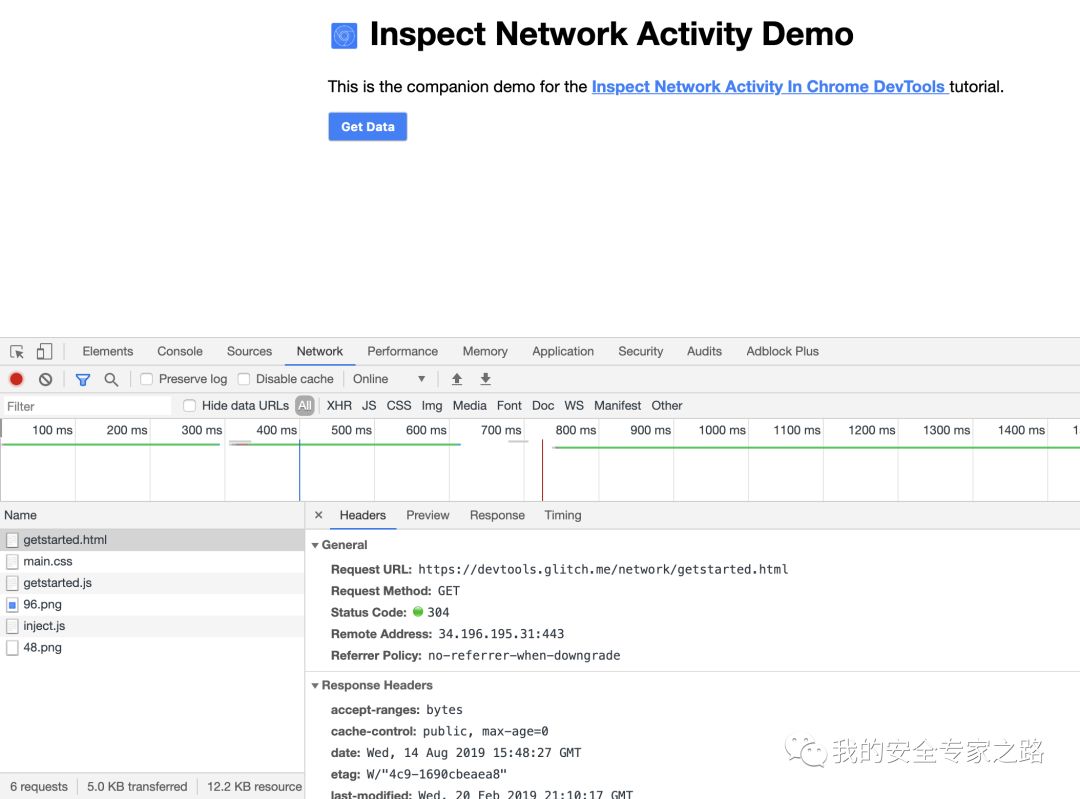 Inspect Network Activity Demo
This is the companion demo for the Inspect Network Activity In Chrome DevTools tutorial.
Get Data
Elements Console Sources Network Performance Memory Application Security Audits Adblock Plus
Preserve log Disable cache Online
Filter Hide data URLs All XHR JS CSS Img Media Font Doc WS Manifest Other
100 ms 200 ms 300 ms 400 ms 500 ms 600 ms 700 ms 800 ms 900 ms 1000 ms 1100 ms 1200 ms 1300 ms 1400 ms
Name × Headers Preview Response Timing
getstarted.html
main.css
getstarted.js
96.png
inject.js
48.png
General
Request URL: https://devtools.glitch.me/network/getstarted.html
Request Method: GET
Status Code: 304
Remote Address: 34.196.195.31:443
Referrer Policy: no-referrer-when-downgrade
Response Headers
accept-ranges: bytes
cache-control: public, max-age=0
date: Wed, 14 Aug 2019 15:48:27 GMT
etag: W/"4c9-1690cbeaea8"
last-modified: Wed, 20 Feb 2019 21:10:17 GMT
6 requests 5.0 KB transferred 12.2 KB resource
我的安全专家之路